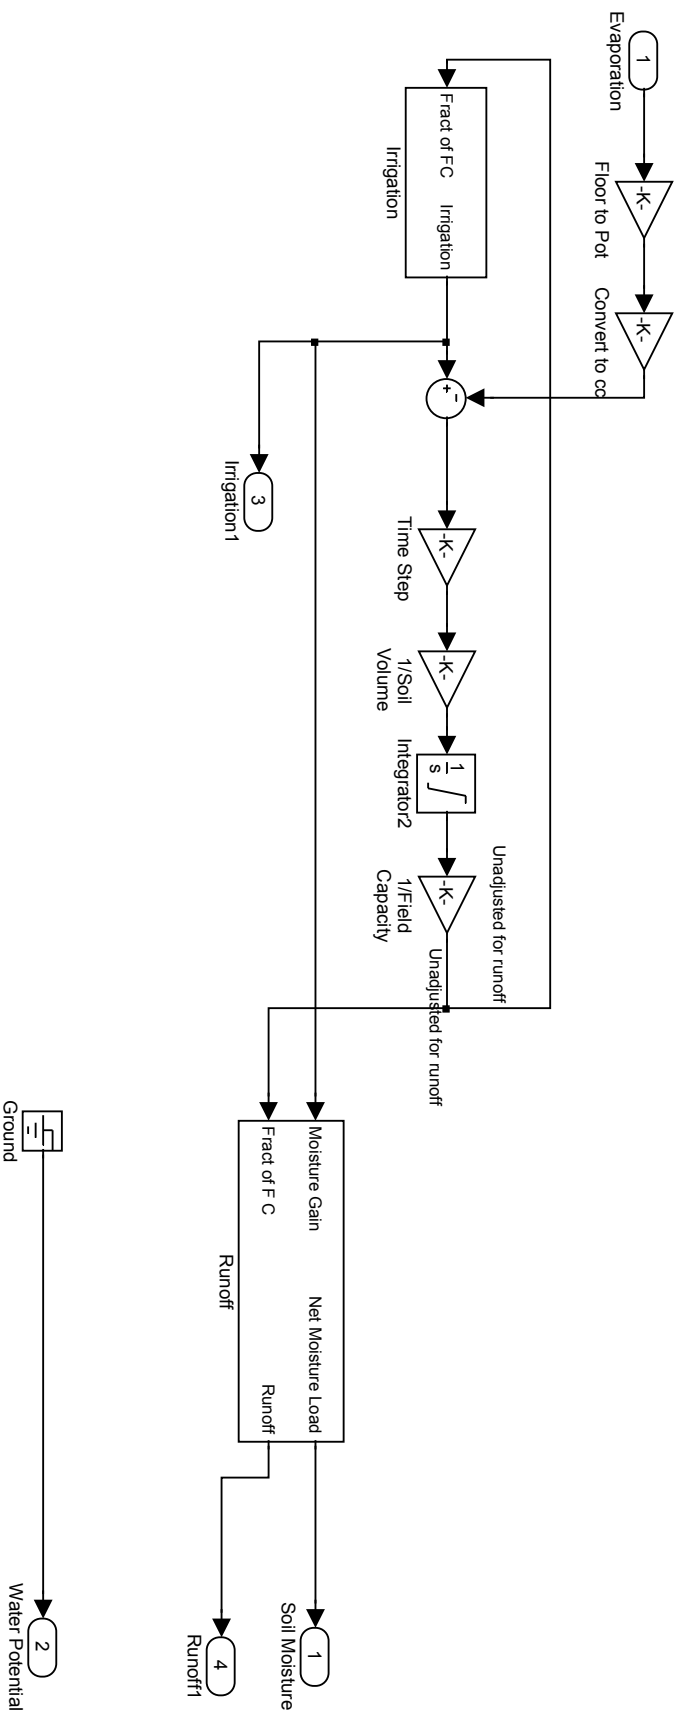 1
Evaporation
-K-
Floor to Pot
-K-
Convert to cc
Fract of FC
Irrigation
Irrigation
-
+
-K-
Time Step
-K-
1/Soil
Volume
1
s
Integrator2
-K-
1/Field
Capacity
Unadjusted for runoff
Unadjusted for runoff
3
Irrigation1
Moisture Gain
Net Moisture Load
Fract of F C
Runoff
Runoff
1
Soil Moisture
4
Runoff1
Ground
2
Water Potential